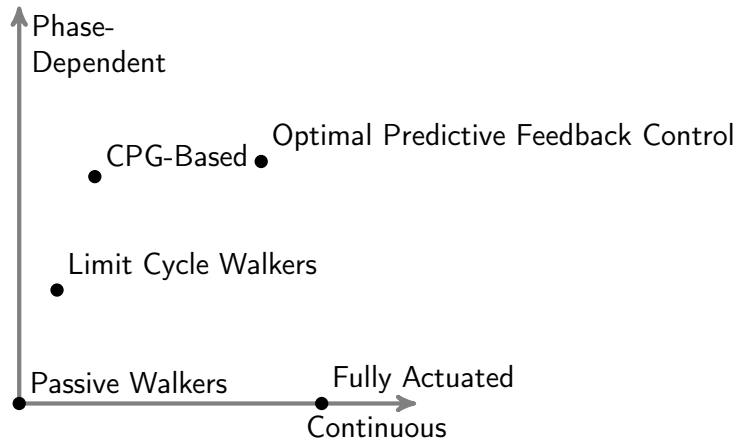 Phase-
Dependent
Optimal Predictive Feedback Control
CPG-Based
Limit Cycle Walkers
Passive Walkers
Fully Actuated
Continuous